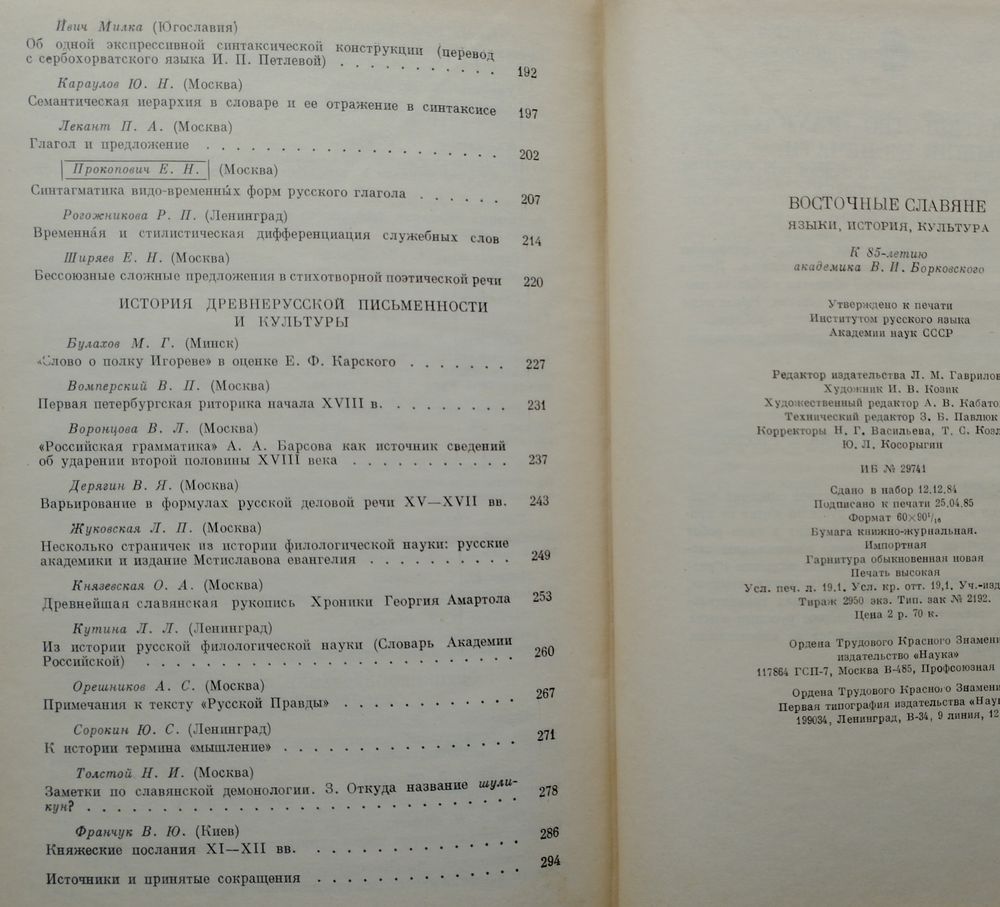 Ивич Милка (Югославия)
Об одной экспрессивной синтаксической конструкции (перевод
с сербохорватского языка И. П. Петлевой) . . . . . . . . . . . 192
Караулов Ю. Н. (Москва)
Семантическая иерархия в словаре и ее отражение в синтаксисе 197
Лекант П. А. (Москва)
Глагол и предложение . . . . . . . . . . . . . . . . . . 202
Прокопович Е. Н. (Москва)
Синтагматика видо-временных форм русского глагола . . . . . . 207
Рогожникова Р. П. (Ленинград)
Временная и стилистическая дифференциация служебных слов 214
Ширяев Е. Н. (Москва)
Бессоюзные сложные предложения в стихотворной поэтической речи 220
ИСТОРИЯ ДРЕВНЕРУССКОЙ ПИСЬМЕННОСТИ
И КУЛЬТУРЫ
Булахов М. Г. (Минск)
«Слово о полку Игореве» в оценке Е. Ф. Карского . . . . . . . 227
Вомперский В. П. (Москва)
Первая петербургская риторика начала XVIII в. . . . . . . . . 231
Воронцова В. Л. (Москва)
«Российская грамматика» А. А. Барсова как источник сведений
об ударении второй половины XVIII века . . . . . . . . . . . 237
Дерягин В. Я. (Москва)
Варьирование в формулах русской деловой речи XV—XVII вв. 243
Жуковская Л. П. (Москва)
Несколько страничек из истории филологической науки: русские
академики и издание Мстиславова евангелия . . . . . . . . . . 249
Князевская О. А. (Москва)
Древнейшая славянская рукопись Хроники Георгия Амартола 253
Кутина Л. Л. (Ленинград)
Из истории русской филологической науки (Словарь Академии
Российской) . . . . . . . . . . . . . . . . . . . . . . 260
Орешников А. С. (Москва)
Примечания к тексту «Русской Правды» . . . . . . . . . . . 267
Сорокин Ю. С. (Ленинград)
К истории термина «мышление» . . . . . . . . . . . . . . . 271
Толстой Н. И. (Москва)
Заметки по славянской демонологии. 3. Откуда название шули-
кун? . . . . . . . . . . . . . . . . . . . . . . . . . . 278
Франчук В. Ю. (Киев)
Княжеские послания XI—XII вв. . . . . . . . . . . . . . . 286
Источники и принятые сокращения . . . . . . . . . . . . . 294
ВОСТОЧНЫЕ СЛАВЯНЕ
ЯЗЫКИ, ИСТОРИЯ, КУЛЬТУРА
К 85-летию
академика В. И. Борковского
Утверждено к печати
Институтом русского языка
Академии наук СССР
Редактор издательства Л. М. Гаврилов
Художник И. В. Козик
Художественный редактор А. В. Кабато
Технический редактор З. Б. Павлюк
Корректоры Н. Г. Васильева, Т. С. Козл
Ю. Л. Косорыгин
ИБ № 29741
Сдано в набор 12.12.84
Подписано к печати 25.04.85
Формат 60×90¹/₁₆
Бумага книжно-журнальная.
Импортная
Гарнитура обыкновенная новая
Печать высокая
Усл. печ. л. 19,1. Усл. кр. отт. 19,1. Уч.-изд
Тираж 2950 экз. Тип. зак № 2192.
Цена 2 р. 70 к.
Ордена Трудового Красного Знамени
издательство «Наука»
117864 ГСП-7, Москва В-485, Профсоюзная
Ордена Трудового Красного Знамени
Первая типография издательства «Наук
199034, Ленинград, В-34, 9 линия, 12